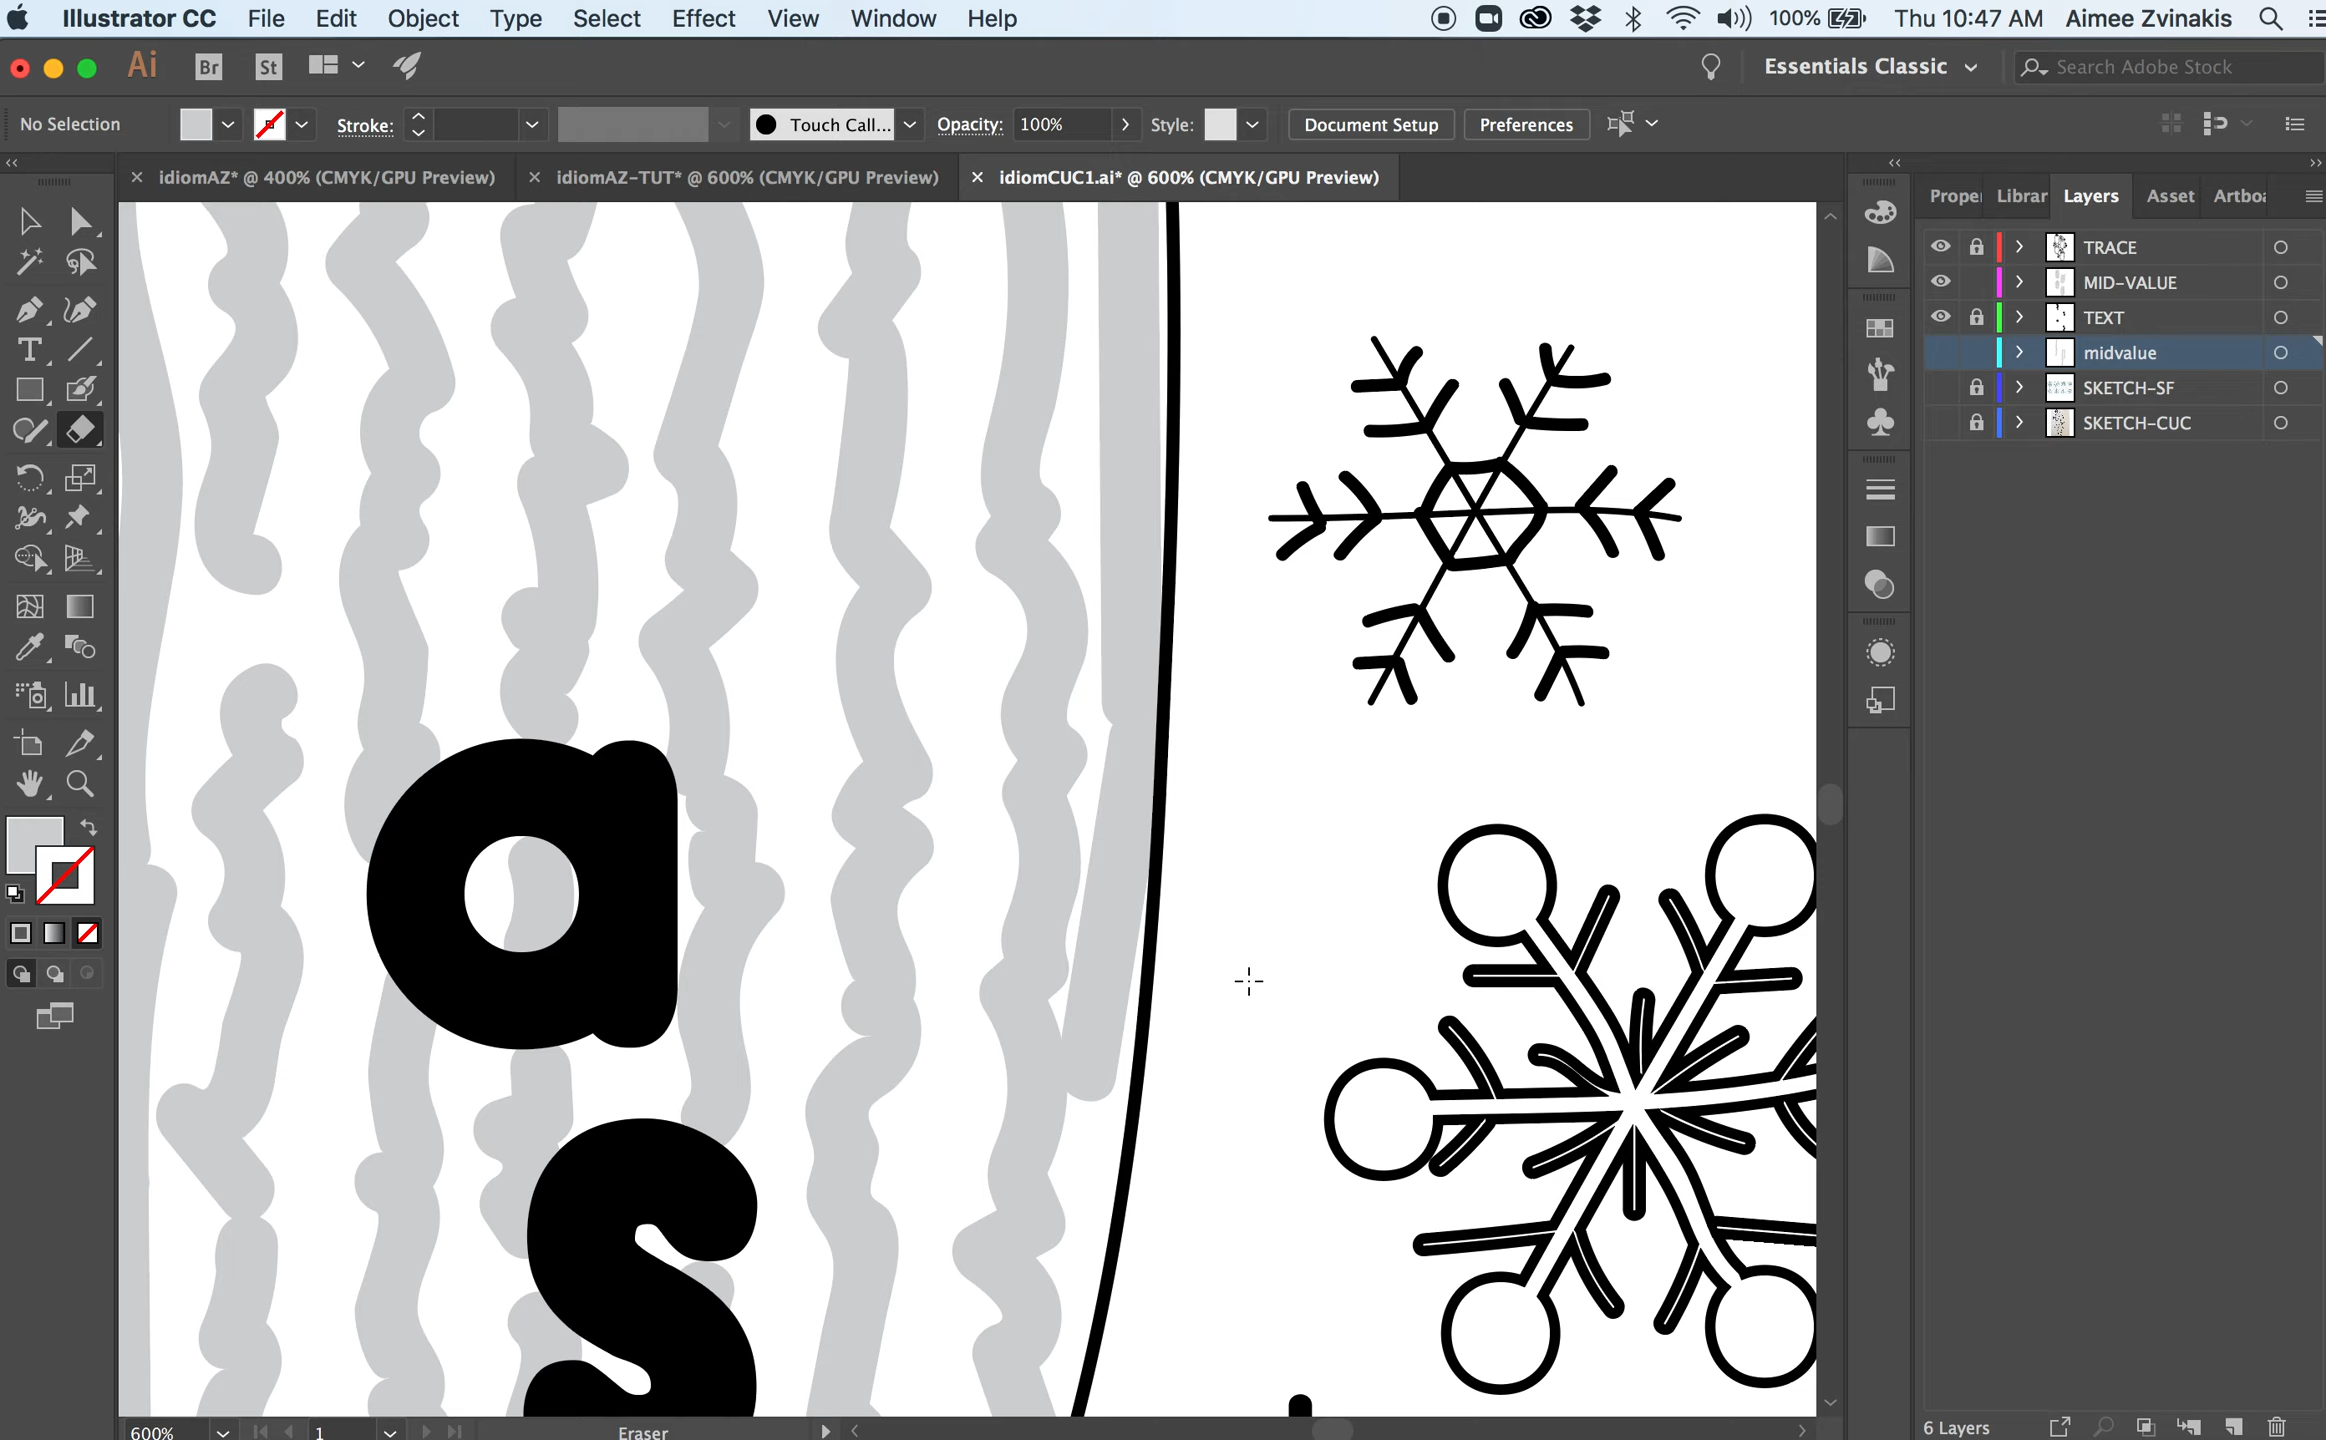 Illustrator CC File Edit Object Type Select Effect View Window Help 100% Thu 10:47 AM Aimee Zvinakis
Ai Br St Essentials Classic Search Adobe Stock
No Selection Stroke: Touch Call... Opacity: 100% Style: Document Setup Preferences
× idiomAZ* @ 400% (CMYK/GPU Preview) × idiomAZ-TUT* @ 600% (CMYK/GPU Preview) × idiomCUC1.ai* @ 600% (CMYK/GPU Preview)
Proper Librar Layers Asset Artboa
TRACE
MID-VALUE
TEXT
midvalue
SKETCH-SF
SKETCH-CUC
a
s
600% 1 Eraser
6 Layers